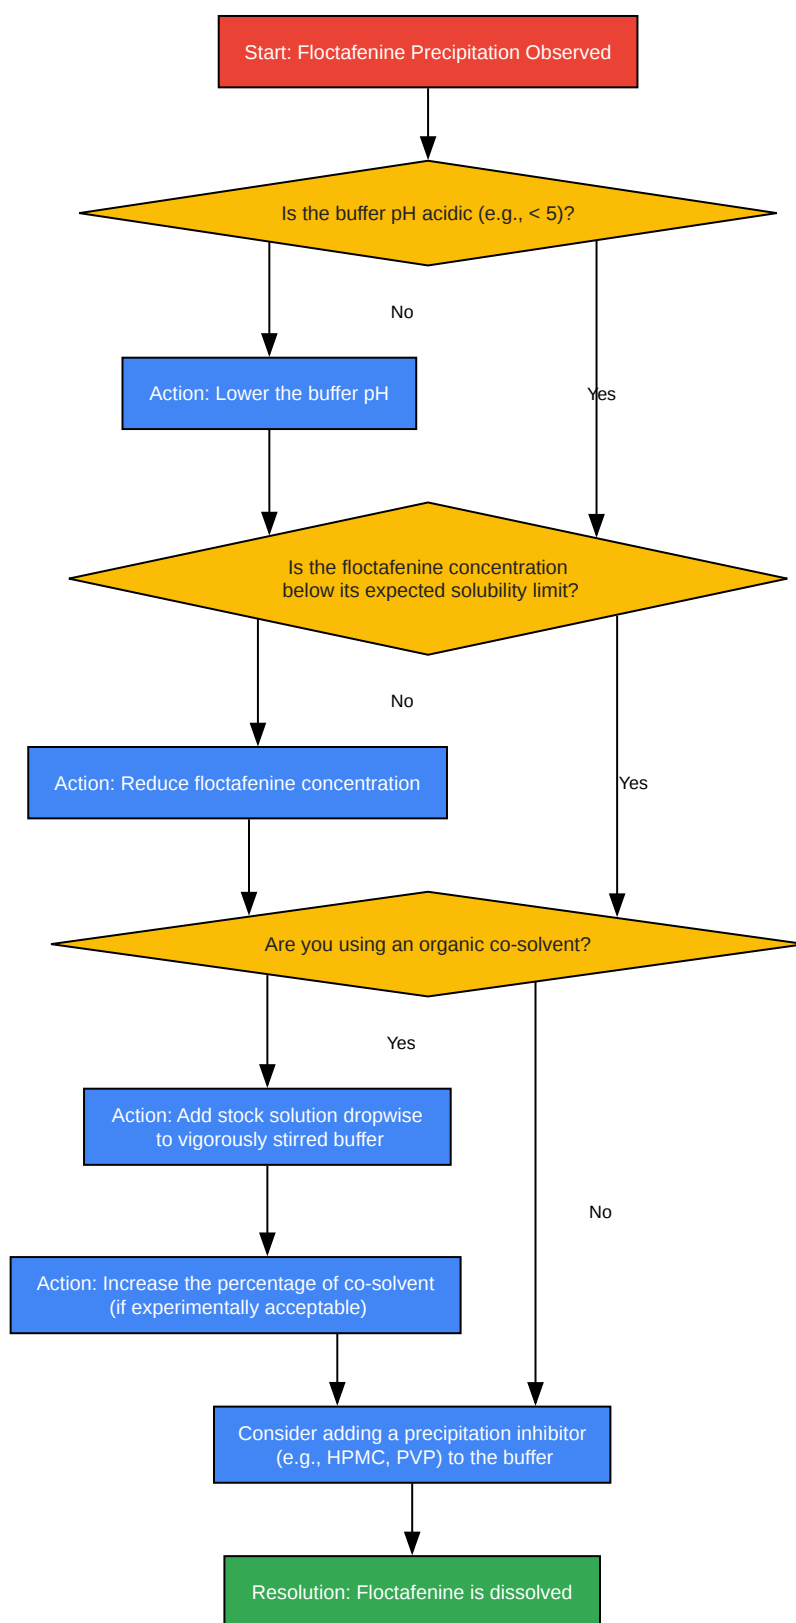 Start: Floctafenine Precipitation Observed
Is the buffer pH acidic (e.g., < 5)?
No
Action: Lower the buffer pH
Yes
Is the floctafenine concentration
below its expected solubility limit?
No
Action: Reduce floctafenine concentration
Yes
Are you using an organic co-solvent?
Yes
Action: Add stock solution dropwise
to vigorously stirred buffer
No
Action: Increase the percentage of co-solvent
(if experimentally acceptable)
Consider adding a precipitation inhibitor
(e.g., HPMC, PVP) to the buffer
Resolution: Floctafenine is dissolved